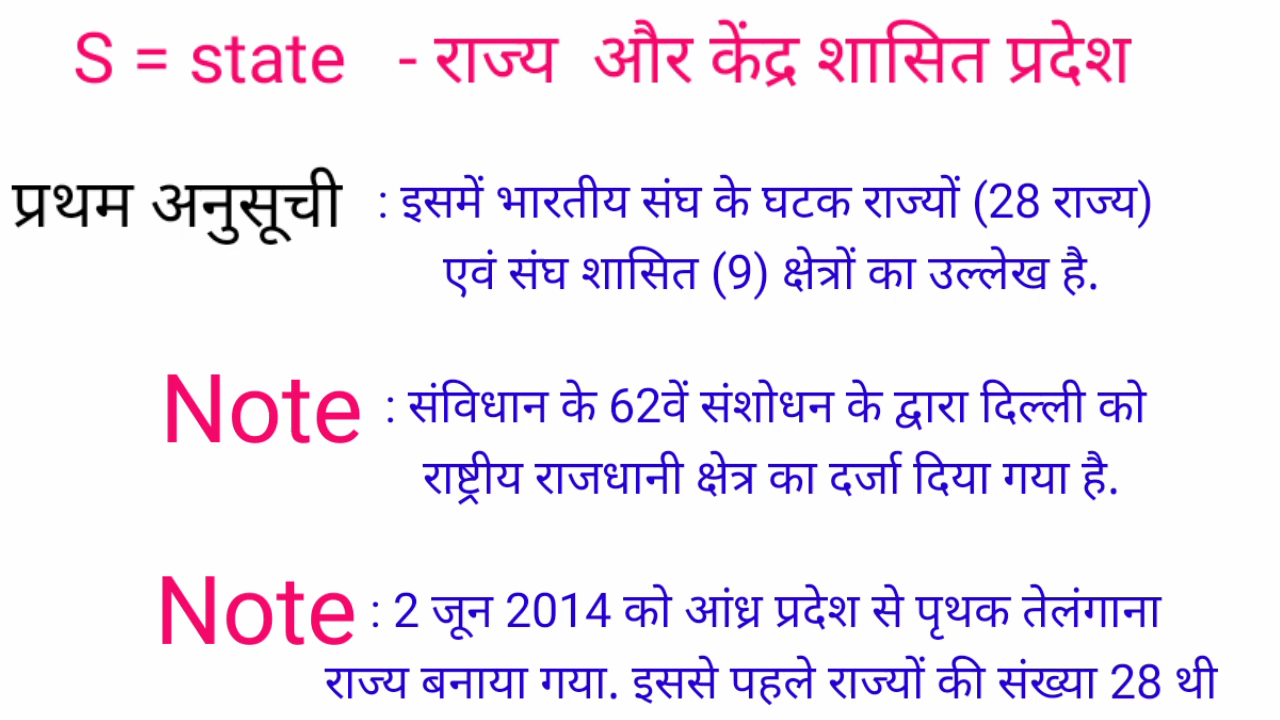 S = state - राज्य और केंद्र शासित प्रदेश
प्रथम अनुसूची : इसमें भारतीय संघ के घटक राज्यों (28 राज्य)
एवं संघ शासित (9) क्षेत्रों का उल्लेख है.
Note : संविधान के 62वें संशोधन के द्वारा दिल्ली को
राष्ट्रीय राजधानी क्षेत्र का दर्जा दिया गया है.
Note : 2 जून 2014 को आंध्र प्रदेश से पृथक तेलंगाना
राज्य बनाया गया. इससे पहले राज्यों की संख्या 28 थी